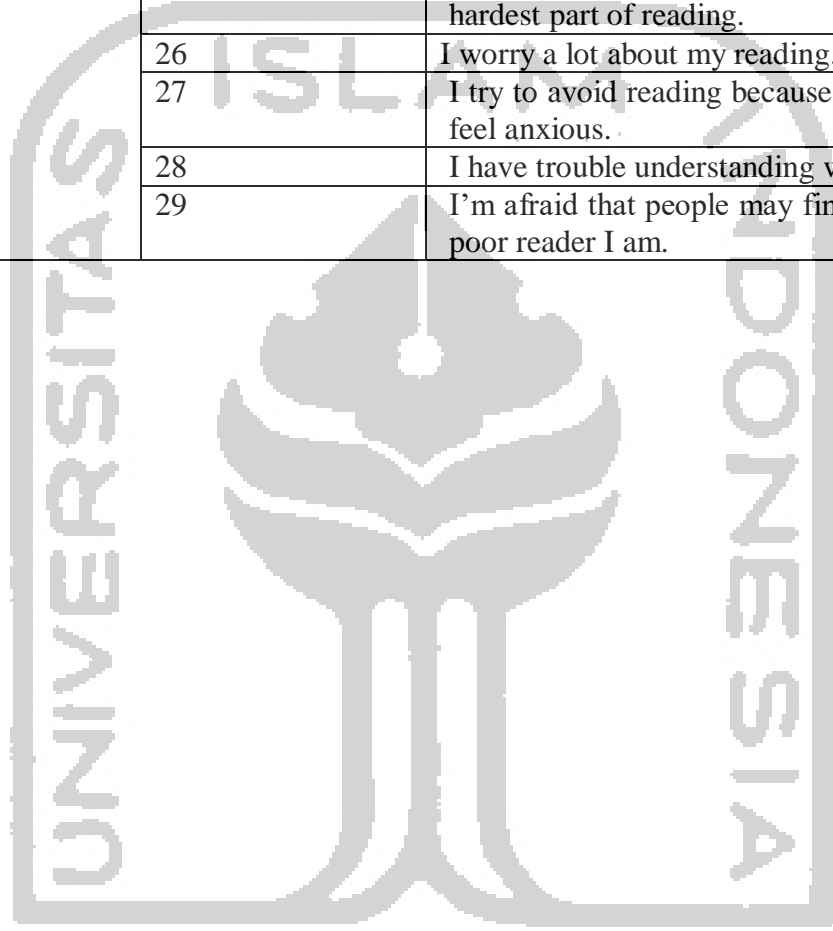 hardest part of reading.
26 I worry a lot about my reading.
27 I try to avoid reading because
feel anxious.
28 I have trouble understanding
29 I'm afraid that people may
poor reader I am.
UNIVERSITAS
ISLAM
INDONESIA